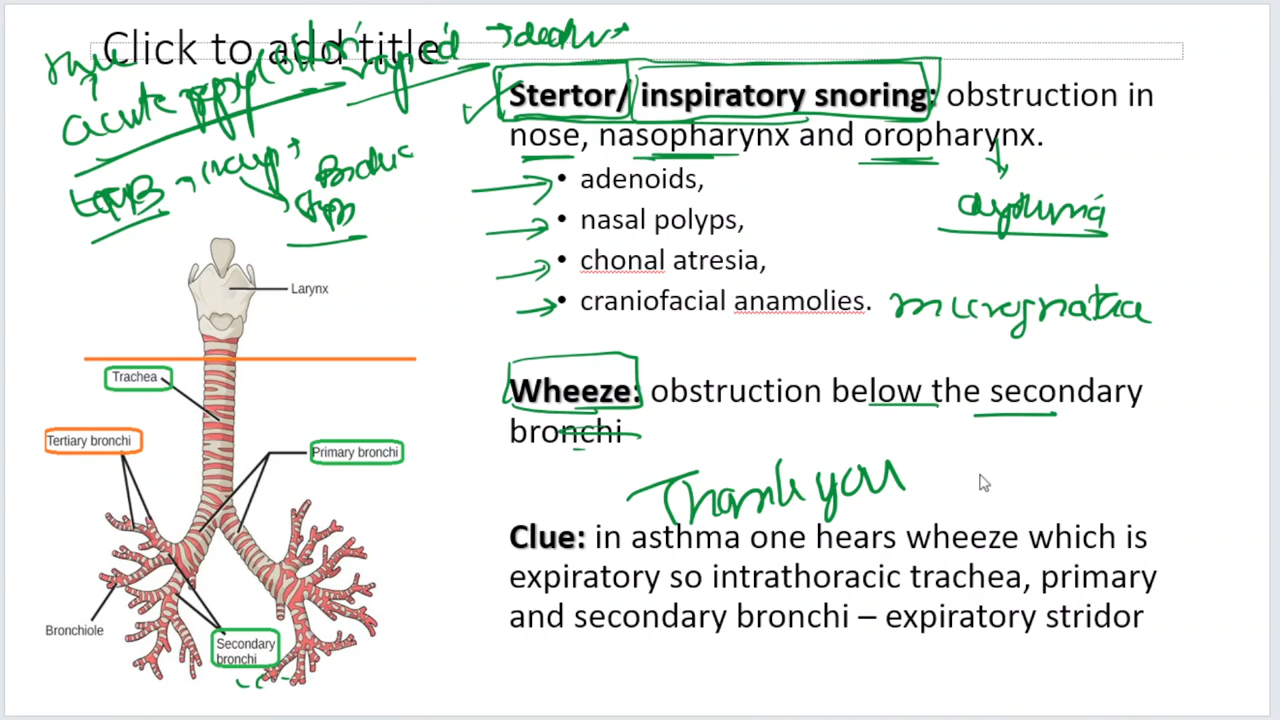 Click to add title
acute rapid
Stertor/ inspiratory snoring: obstruction in
nose, nasopharynx and oropharynx.
• adenoids,
• nasal polyps,
• chonal atresia,
• craniofacial anamolies.
Wheeze: obstruction below the secondary
bronchi
Thank you
Clue: in asthma one hears wheeze which is
expiratory so intrathoracic trachea, primary
and secondary bronchi – expiratory stridor
Larynx
Trachea
Tertiary bronchi
Primary bronchi
Bronchiole
Secondary
bronchi